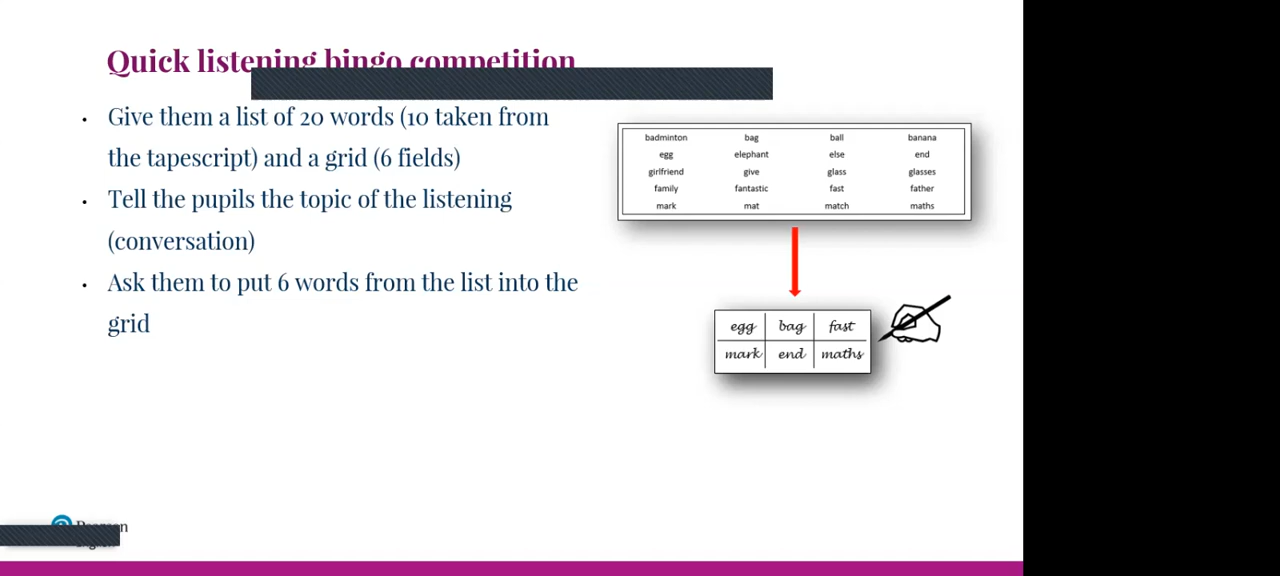 Quick listening bingo competition
• Give them a list of 20 words (10 taken from
the tapescript) and a grid (6 fields)
• Tell the pupils the topic of the listening
(conversation)
• Ask them to put 6 words from the list into the
grid
badminton bag ball banana
egg elephant else end
girlfriend give glass glasses
family fantastic fast father
mark mat match maths
egg bag fast
mark end maths
Pearson